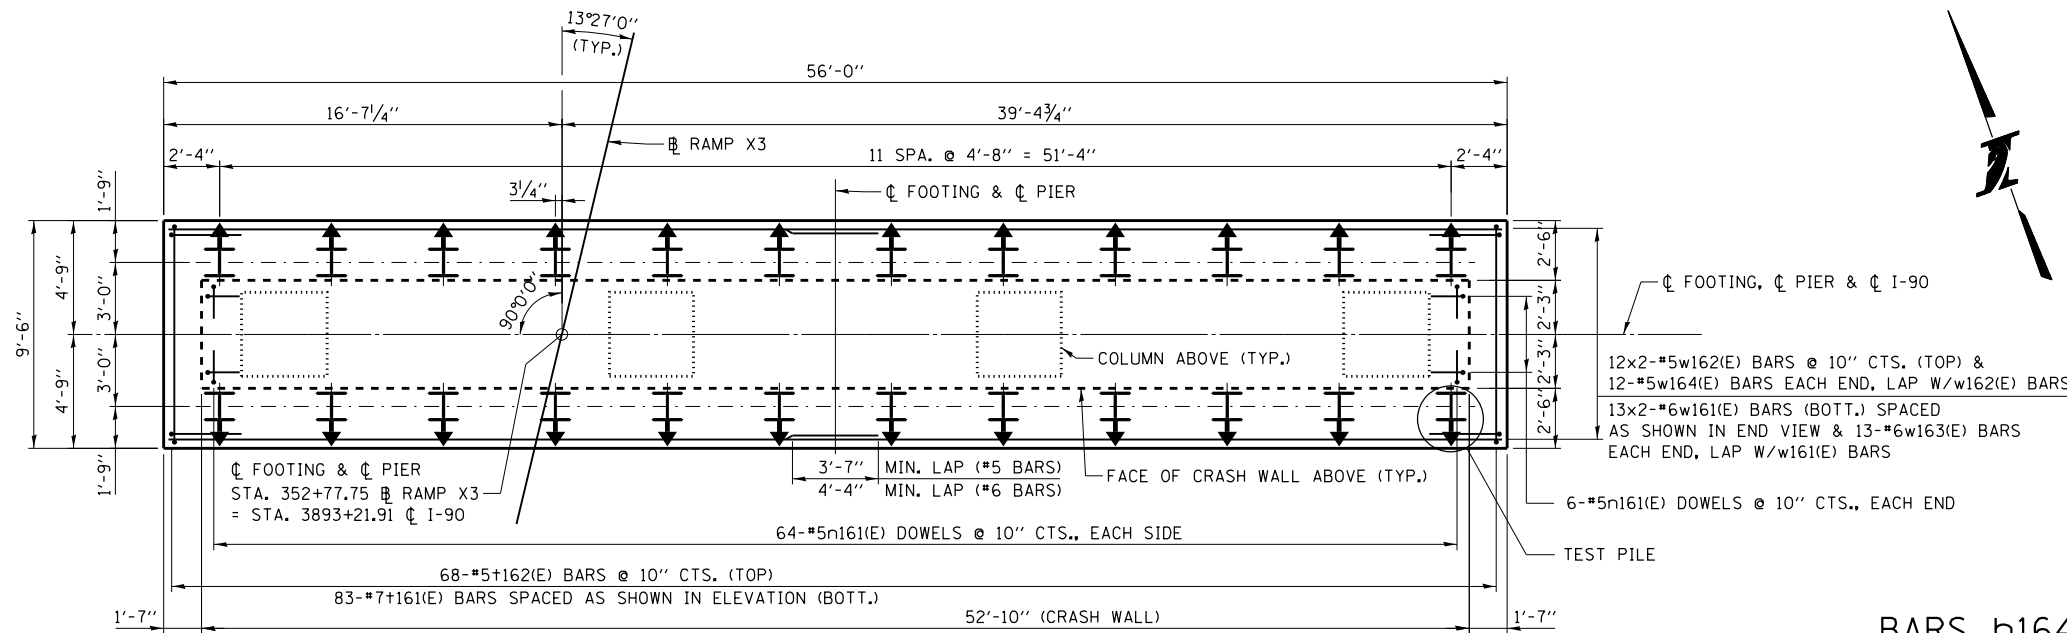 13°27'0''
(TYP.)
56'-0''
16'-7¼''
39'-4¾''
℄ RAMP X3
2'-4''
11 SPA. @ 4'-8'' = 51'-4''
2'-4''
3¼''
℄ FOOTING & ℄ PIER
1'-9''
4'-9''
3'-0''
9'-6''
4'-9''
3'-0''
1'-9''
90°0'0''
2'-6''
2'-3''
2'-3''
2'-6''
℄ FOOTING, ℄ PIER & ℄ I-90
COLUMN ABOVE (TYP.)
12x2-#5w162(E) BARS @ 10'' CTS. (TOP) &
12-#5w164(E) BARS EACH END, LAP W/w162(E) BARS
13x2-#6w161(E) BARS (BOTT.) SPACED
AS SHOWN IN END VIEW & 13-#6w163(E) BARS
EACH END, LAP W/w161(E) BARS
℄ FOOTING & ℄ PIER
STA. 352+77.75 ℄ RAMP X3
= STA. 3893+21.91 ℄ I-90
3'-7'' MIN. LAP (#5 BARS)
4'-4'' MIN. LAP (#6 BARS)
FACE OF CRASH WALL ABOVE (TYP.)
6-#5n161(E) DOWELS @ 10'' CTS., EACH END
64-#5n161(E) DOWELS @ 10'' CTS., EACH SIDE
TEST PILE
68-#5t162(E) BARS @ 10'' CTS. (TOP)
83-#7t161(E) BARS SPACED AS SHOWN IN ELEVATION (BOTT.)
1'-7''
52'-10'' (CRASH WALL)
1'-7''
BARS h164